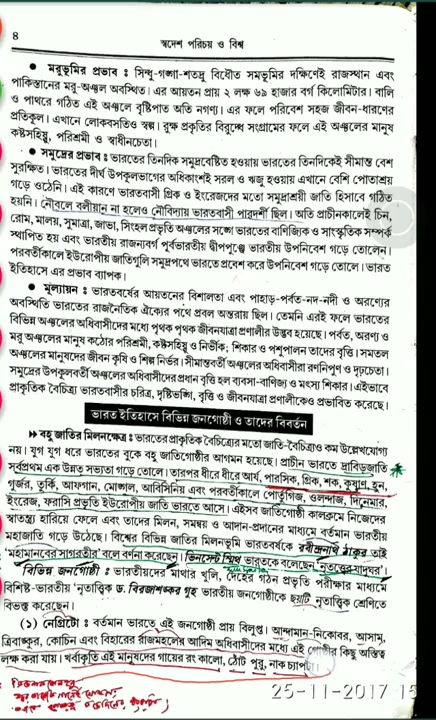 ৪
স্বদেশ পরিচয় ও বিশ্ব
● মরুভূমির প্রভাব : সিন্ধু-গঙ্গা-শতদ্রু বিধৌত সমভূমির দক্ষিণেই রাজস্থান এবং
পাকিস্তানের মরু-অঞ্চল অবস্থিত। এর আয়তন প্রায় ২ লক্ষ ৬৯ হাজার বর্গ কিলোমিটার। বালি
ও পাথরে গঠিত এই অঞ্চলে বৃষ্টিপাত অতি নগণ্য। এর ফলে পরিবেশ সহজ জীবন-ধারণের
প্রতিকূল। এখানে লোকবসতিও স্বল্প। রুক্ষ প্রকৃতির বিরুদ্ধে সংগ্রামের ফলে এই অঞ্চলের মানুষ
কষ্টসহিষ্ণু, পরিশ্রমী ও স্বাধীনচেতা।
● সমুদ্রের প্রভাব : ভারতের তিনদিক সমুদ্রবেষ্টিত হওয়ায় ভারতের তিনদিকেই সীমান্ত বেশ
সুরক্ষিত। ভারতের দীর্ঘ উপকূলভাগের অধিকাংশই সরল ও ঋজু হওয়ায় এখানে বেশি পোতাশ্রয়
গড়ে ওঠেনি। এই কারণে ভারতবাসী গ্রিক ও ইংরেজদের মতো সমুদ্রাশ্রয়ী জাতি হিসাবে গঠিত
হয়নি। নৌবলে বলীয়ান না হলেও নৌবিদ্যায় ভারতবাসী পারদর্শী ছিল। অতি প্রাচীনকালেই চিন,
রোম, মালয়, সুমাত্রা, জাভা, সিংহল প্রভৃতি অঞ্চলের সঙ্গে ভারতের বাণিজ্যিক ও সাংস্কৃতিক সম্পর্ক
স্থাপিত হয় এবং ভারতীয় রাজন্যবর্গ পূর্বভারতীয় দ্বীপপুঞ্জে ভারতীয় উপনিবেশ গড়ে তোলেন।
পরবর্তীকালে ইউরোপীয় জাতিগুলি সমুদ্রপথে ভারতে প্রবেশ করে উপনিবেশ গড়ে তোলে। ভারত
ইতিহাসে এর প্রভাব ব্যাপক।
● মূল্যায়ন : ভারতবর্ষের আয়তনের বিশালতা এবং পাহাড়-পর্বত-নদ-নদী ও অরণ্যের
অবস্থিতি ভারতের রাজনৈতিক ঐক্যের পথে প্রবল অন্তরায় ছিল। তেমনি এরই ফলে ভারতের
বিভিন্ন অঞ্চলের অধিবাসীদের মধ্যে পৃথক পৃথক জীবনযাত্রা প্রণালীর উদ্ভব হয়েছে। পর্বত, অরণ্য ও
মরু অঞ্চলের মানুষ কঠোর পরিশ্রমী, কষ্টসহিষ্ণু ও নির্ভীক; শিকার ও পশুপালন তাদের বৃত্তি। সমতল
অঞ্চলের মানুষদের জীবন কৃষি ও শিল্প নির্ভর। সীমান্তবর্তী অঞ্চলের অধিবাসীরা রণনিপুণ ও দৃঢ়চেতা।
সমুদ্রের উপকূলবর্তী অঞ্চলের অধিবাসীদের প্রধান বৃত্তি হল ব্যবসা-বাণিজ্য ও মৎস্য শিকার। এইভাবে
প্রাকৃতিক বৈচিত্র্য ভারতবাসীর চরিত্র, দৃষ্টিভঙ্গি, বৃত্তি ও জীবনযাত্রা প্রণালীকেও প্রভাবিত করেছে।
ভারত ইতিহাসে বিভিন্ন জনগোষ্ঠী ও তাদের বিবর্তন
▸▸ বহু জাতির মিলনক্ষেত্র : ভারতের প্রাকৃতিক বৈচিত্র্যের মতো জাতি-বৈচিত্র্যও কম উল্লেখযোগ্য
নয়। যুগ যুগ ধরে ভারতের বুকে বহু জাতিগোষ্ঠীর আগমন হয়েছে। প্রাচীন ভারতে দ্রাবিড়জাতি
সর্বপ্রথম এক উন্নত সভ্যতা গড়ে তোলে। তারপর ধীরে ধীরে আর্য, পারসিক, গ্রিক, শক, কুষাণ, হুন,
গুর্জর, তুর্কি, আফগান, মোঙ্গল, আবিসিনিয় এবং পরবর্তীকালে পোর্তুগিজ, ওলন্দাজ, দিনেমার,
ইংরেজ, ফরাসি প্রভৃতি ইউরোপীয় জাতি ভারতে আসে। এইসব জাতিগোষ্ঠী কালক্রমে নিজেদের
স্বাতন্ত্র্য হারিয়ে ফেলে এবং তাদের মিলন, সমন্বয় ও আদান-প্রদানের মাধ্যমে বর্তমান ভারতীয়
মহাজাতি গড়ে উঠেছে। বিশ্বের বিভিন্ন জাতির মিলনভূমি ভারতবর্ষকে রবীন্দ্রনাথ ঠাকুর তাই
'মহামানবের সাগরতীর' বলে বর্ণনা করেছেন। ভিনসেন্ট স্মিথ ভারতকে বলেছেন 'নৃতত্ত্বের যাদুঘর'।
বিভিন্ন জনগোষ্ঠী : ভারতীয়দের মাথার খুলি, দেহের গঠন প্রভৃতি পরীক্ষার মাধ্যমে
বিশিষ্ট-ভারতীয় নৃতাত্ত্বিক ড. বিরজাশঙ্কর গুহ ভারতীয় জনগোষ্ঠীকে ছয়টি নৃতাত্ত্বিক শ্রেণিতে
বিভক্ত করেছেন।
(১) নেগ্রিটো : বর্তমান ভারতে এই জনগোষ্ঠী প্রায় বিলুপ্ত। আন্দামান-নিকোবর, আসাম,
ত্রিবাঙ্কুর, কোচিন এবং বিহারের রাজমহলের আদিম অধিবাসীদের মধ্যে এই গোষ্ঠীর কিছু অস্তিত্ব
লক্ষ করা যায়। খর্বাকৃতি এই মানুষদের গায়ের রং কালো, ঠোঁট পুরু, নাক চ্যাপটা।
25-11-2017 15